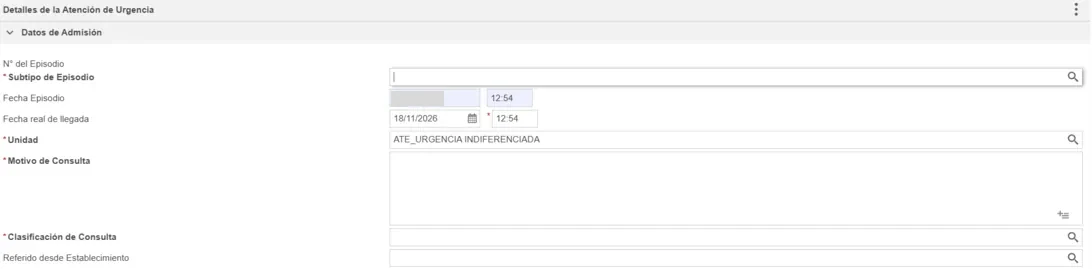 Detalles de la Atención de Urgencia
Datos de Admisión
N° del Episodio
* Subtipo de Episodio
Fecha Episodio 12:54
Fecha real de llegada 18/11/2026 * 12:54
* Unidad ATE_URGENCIA INDIFERENCIADA
* Motivo de Consulta
* Clasificación de Consulta
Referido desde Establecimiento